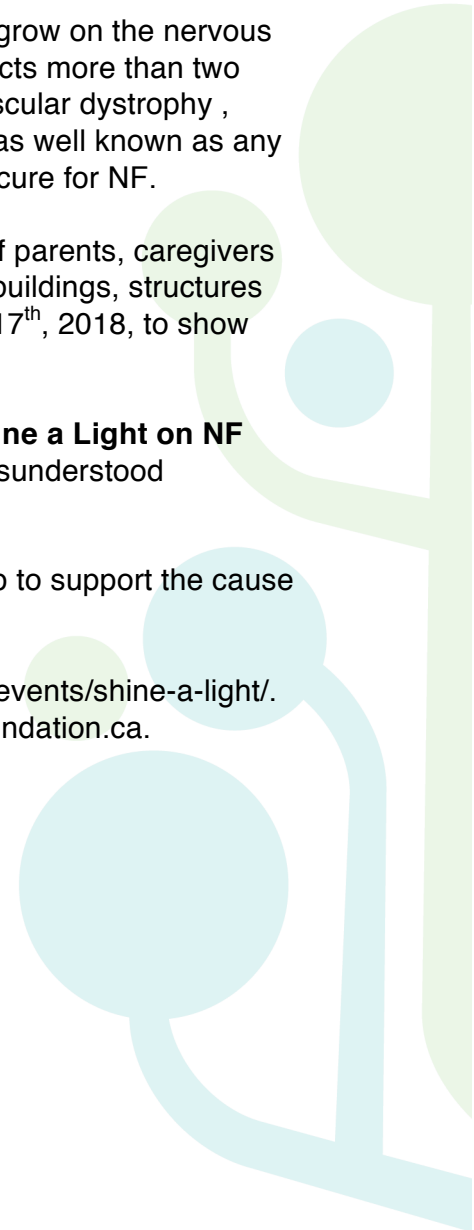 grow on the nervous
cts more than two
scular dystrophy ,
as well known as any
cure for NF.
f parents, caregivers
buildings, structures
17th, 2018, to show
ne a Light on NF
sunderstood
o to support the cause
events/shine-a-light/.
ndation.ca.